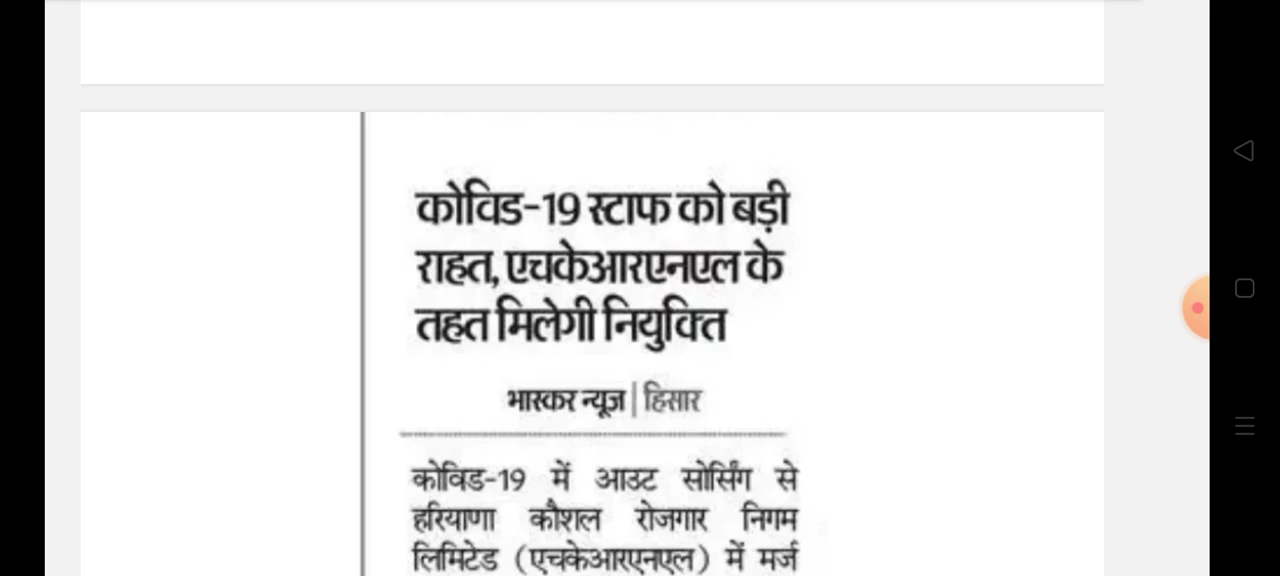 कोविड-19 स्टाफ को बड़ी
राहत, एचकेआरएनएल के
तहत मिलेगी नियुक्ति
भास्कर न्यूज | हिसार
कोविड-19 में आउट सोर्सिंग से
हरियाणा कौशल रोजगार निगम
लिमिटेड (एचकेआरएनएल) में मर्ज